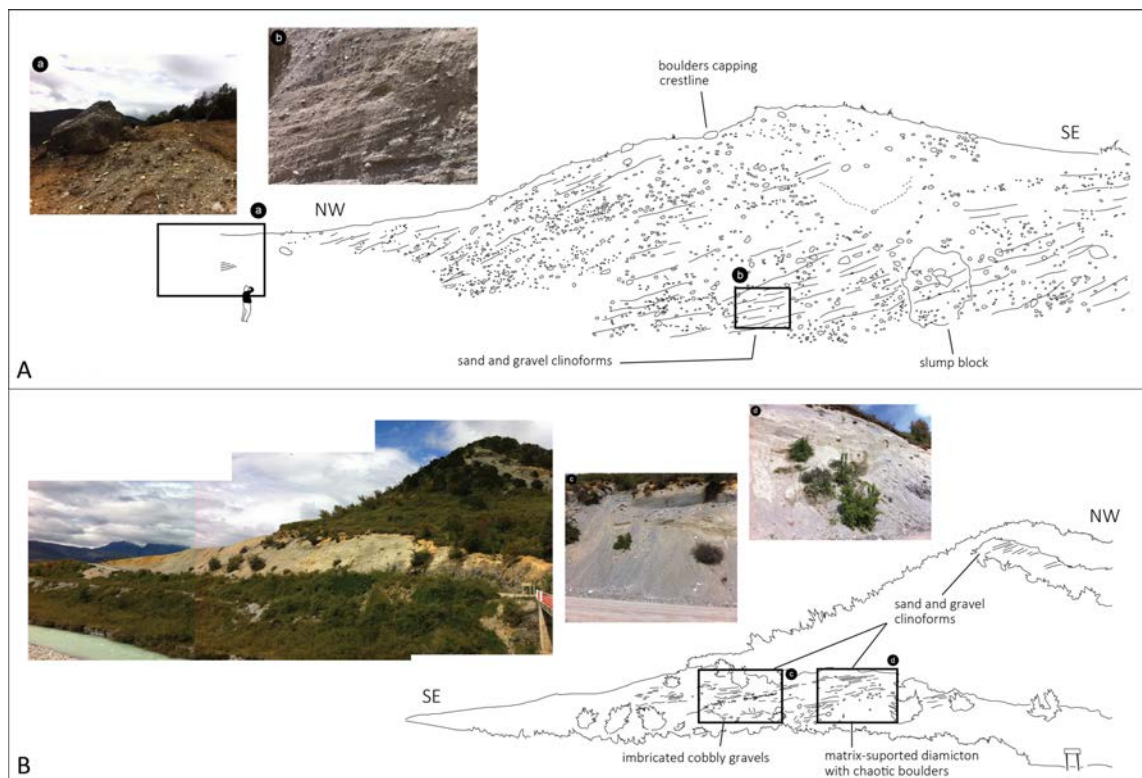 a
b
boulders capping
crestline
SE
NW
a
b
sand and gravel clinoforms
slump block
A
d
c
NW
sand and gravel
clinoforms
SE
c
d
imbricated cobbly gravels
matrix-suported diamicton
with chaotic boulders
B